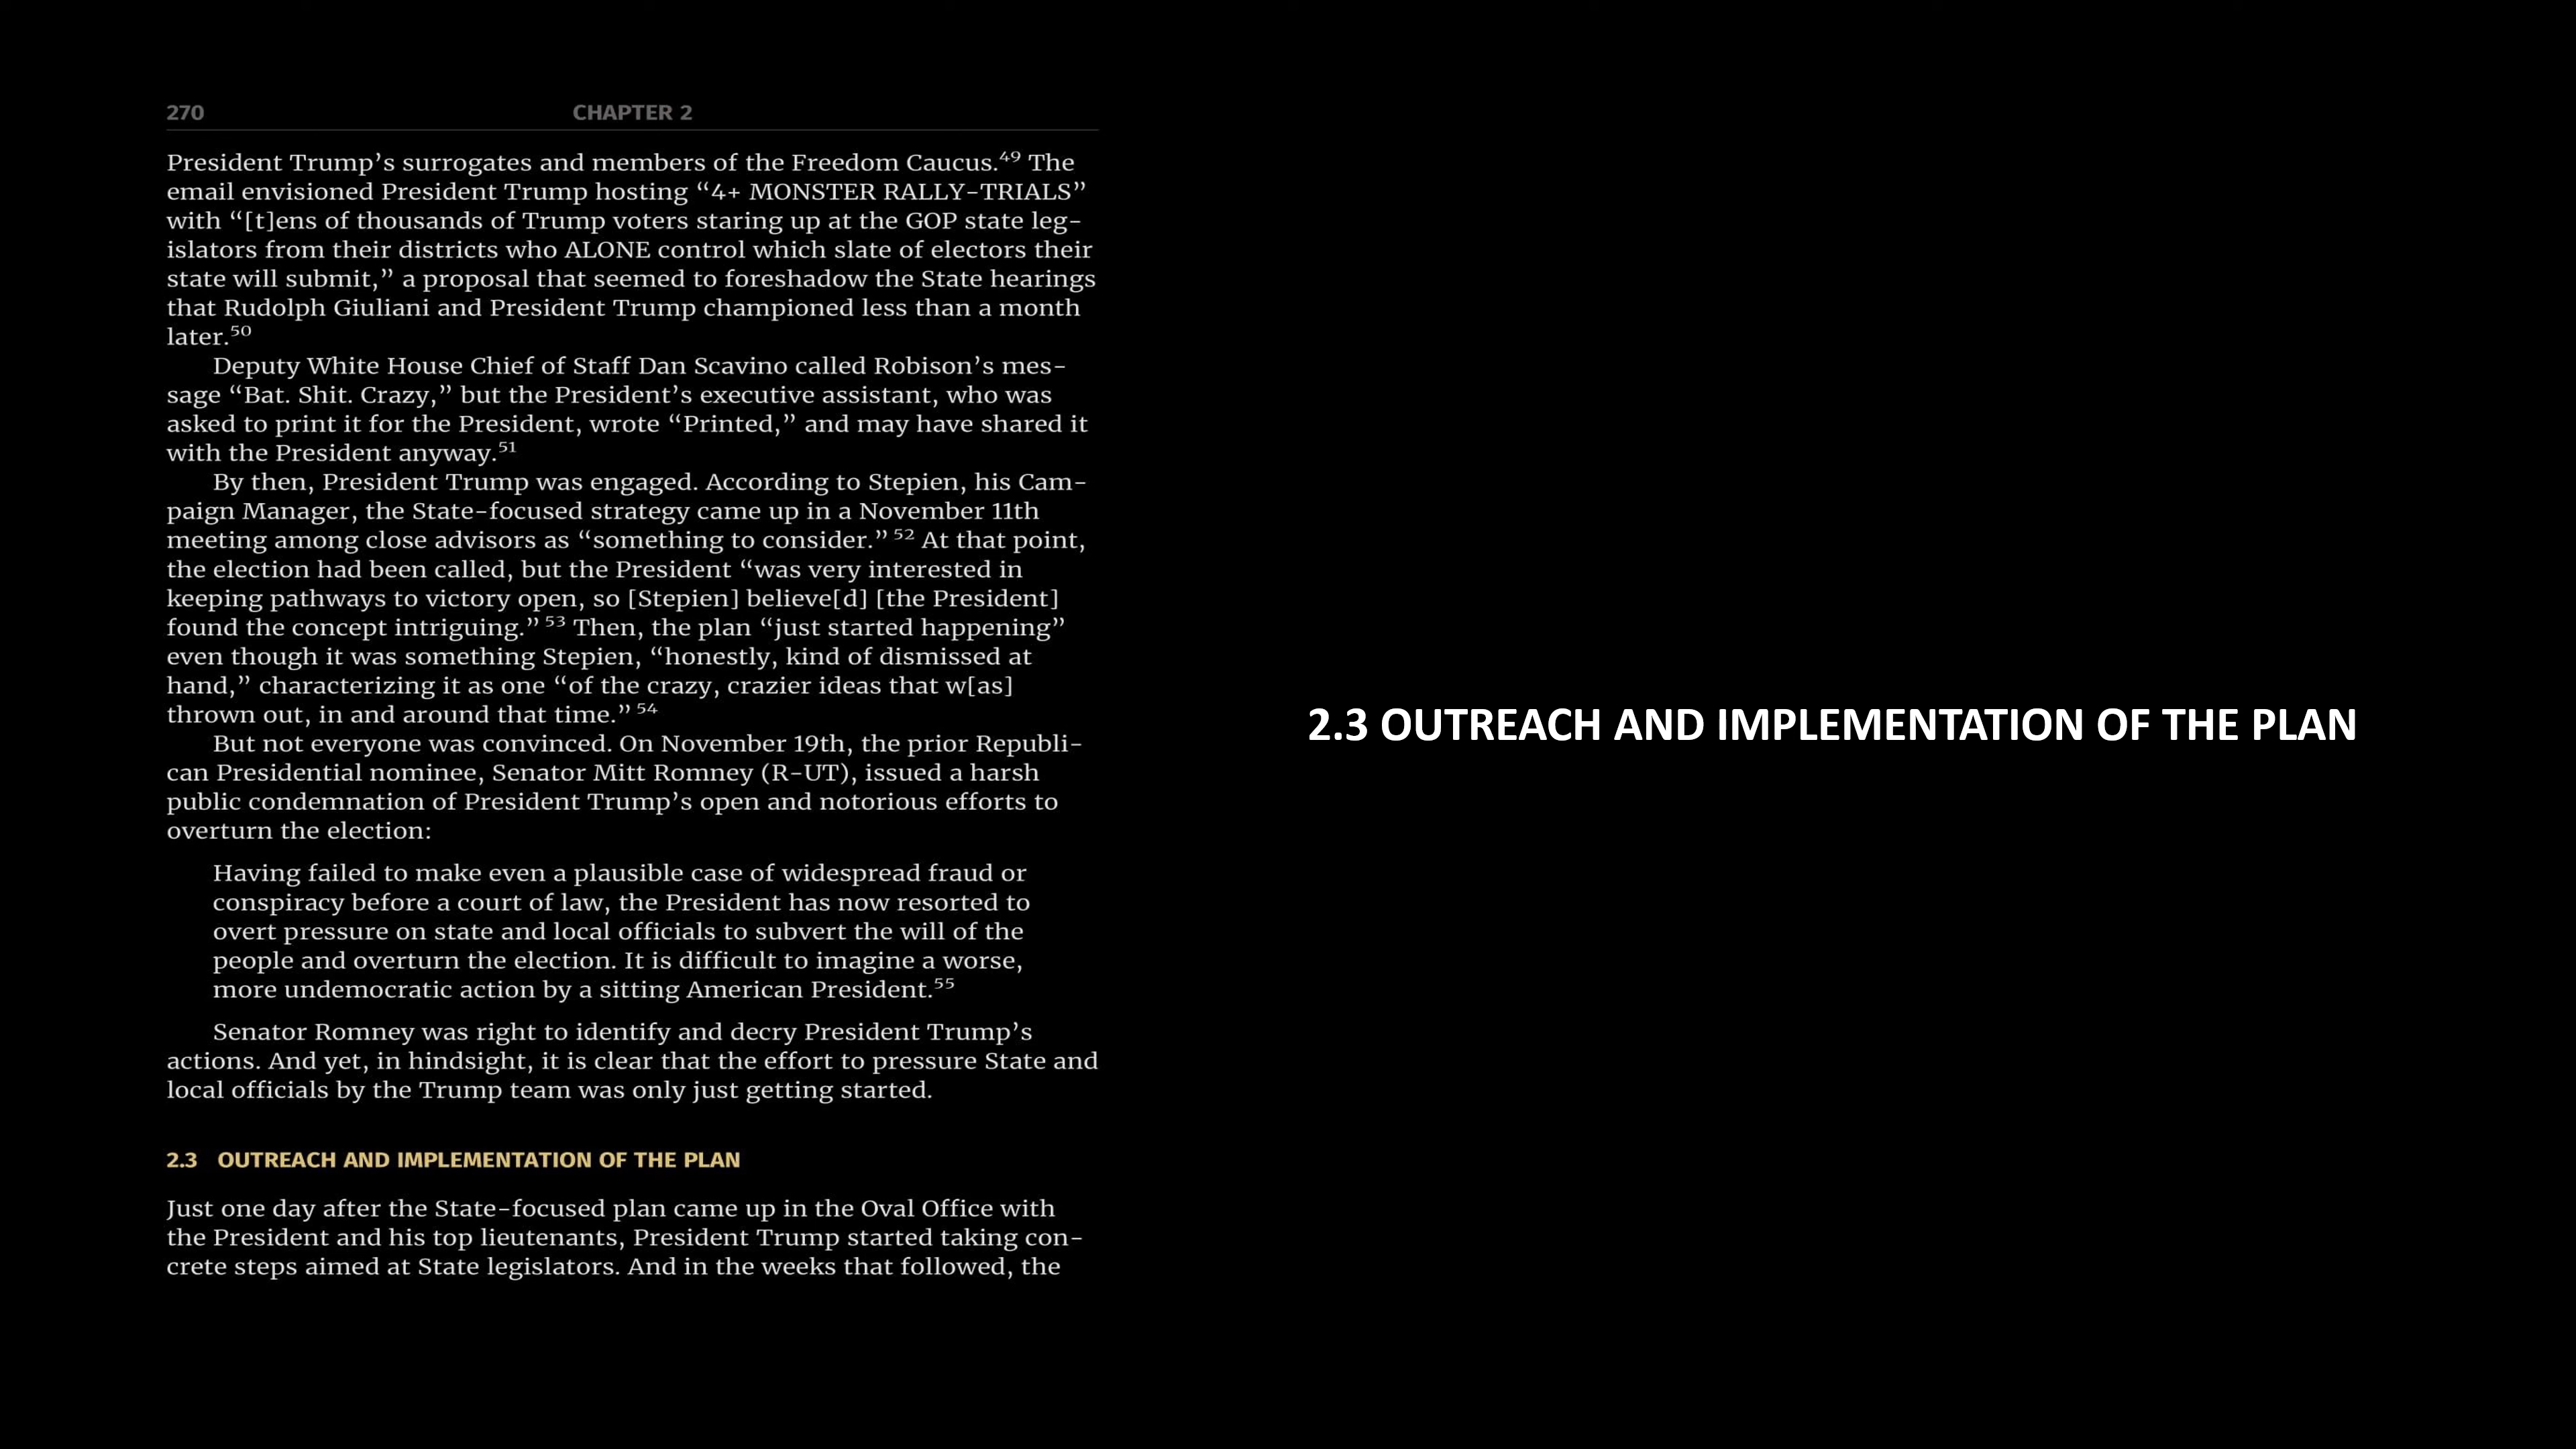 270 CHAPTER 2
President Trump’s surrogates and members of the Freedom Caucus.49 The
email envisioned President Trump hosting “4+ MONSTER RALLY-TRIALS”
with “[t]ens of thousands of Trump voters staring up at the GOP state leg-
islators from their districts who ALONE control which slate of electors their
state will submit,” a proposal that seemed to foreshadow the State hearings
that Rudolph Giuliani and President Trump championed less than a month
later.50
Deputy White House Chief of Staff Dan Scavino called Robison’s mes-
sage “Bat. Shit. Crazy,” but the President’s executive assistant, who was
asked to print it for the President, wrote “Printed,” and may have shared it
with the President anyway.51
By then, President Trump was engaged. According to Stepien, his Cam-
paign Manager, the State-focused strategy came up in a November 11th
meeting among close advisors as “something to consider.” 52 At that point,
the election had been called, but the President “was very interested in
keeping pathways to victory open, so [Stepien] believe[d] [the President]
found the concept intriguing.” 53 Then, the plan “just started happening”
even though it was something Stepien, “honestly, kind of dismissed at
hand,” characterizing it as one “of the crazy, crazier ideas that w[as]
thrown out, in and around that time.” 54
But not everyone was convinced. On November 19th, the prior Republi-
can Presidential nominee, Senator Mitt Romney (R-UT), issued a harsh
public condemnation of President Trump’s open and notorious efforts to
overturn the election:
Having failed to make even a plausible case of widespread fraud or
conspiracy before a court of law, the President has now resorted to
overt pressure on state and local officials to subvert the will of the
people and overturn the election. It is difficult to imagine a worse,
more undemocratic action by a sitting American President.55
Senator Romney was right to identify and decry President Trump’s
actions. And yet, in hindsight, it is clear that the effort to pressure State and
local officials by the Trump team was only just getting started.
2.3 OUTREACH AND IMPLEMENTATION OF THE PLAN
Just one day after the State-focused plan came up in the Oval Office with
the President and his top lieutenants, President Trump started taking con-
crete steps aimed at State legislators. And in the weeks that followed, the
2.3 OUTREACH AND IMPLEMENTATION OF THE PLAN